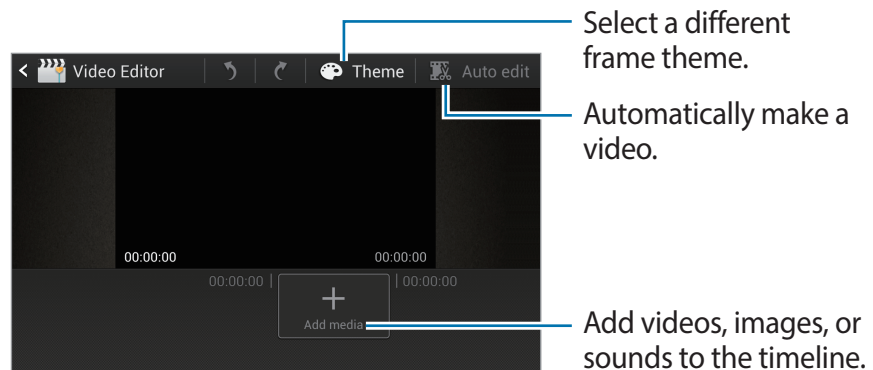 Select a different
frame theme.
< Video Editor Theme Auto edit
Automatically make a
video.
00:00:00 00:00:00
00:00:00 00:00:00
Add media
Add videos, images, or
sounds to the timeline.